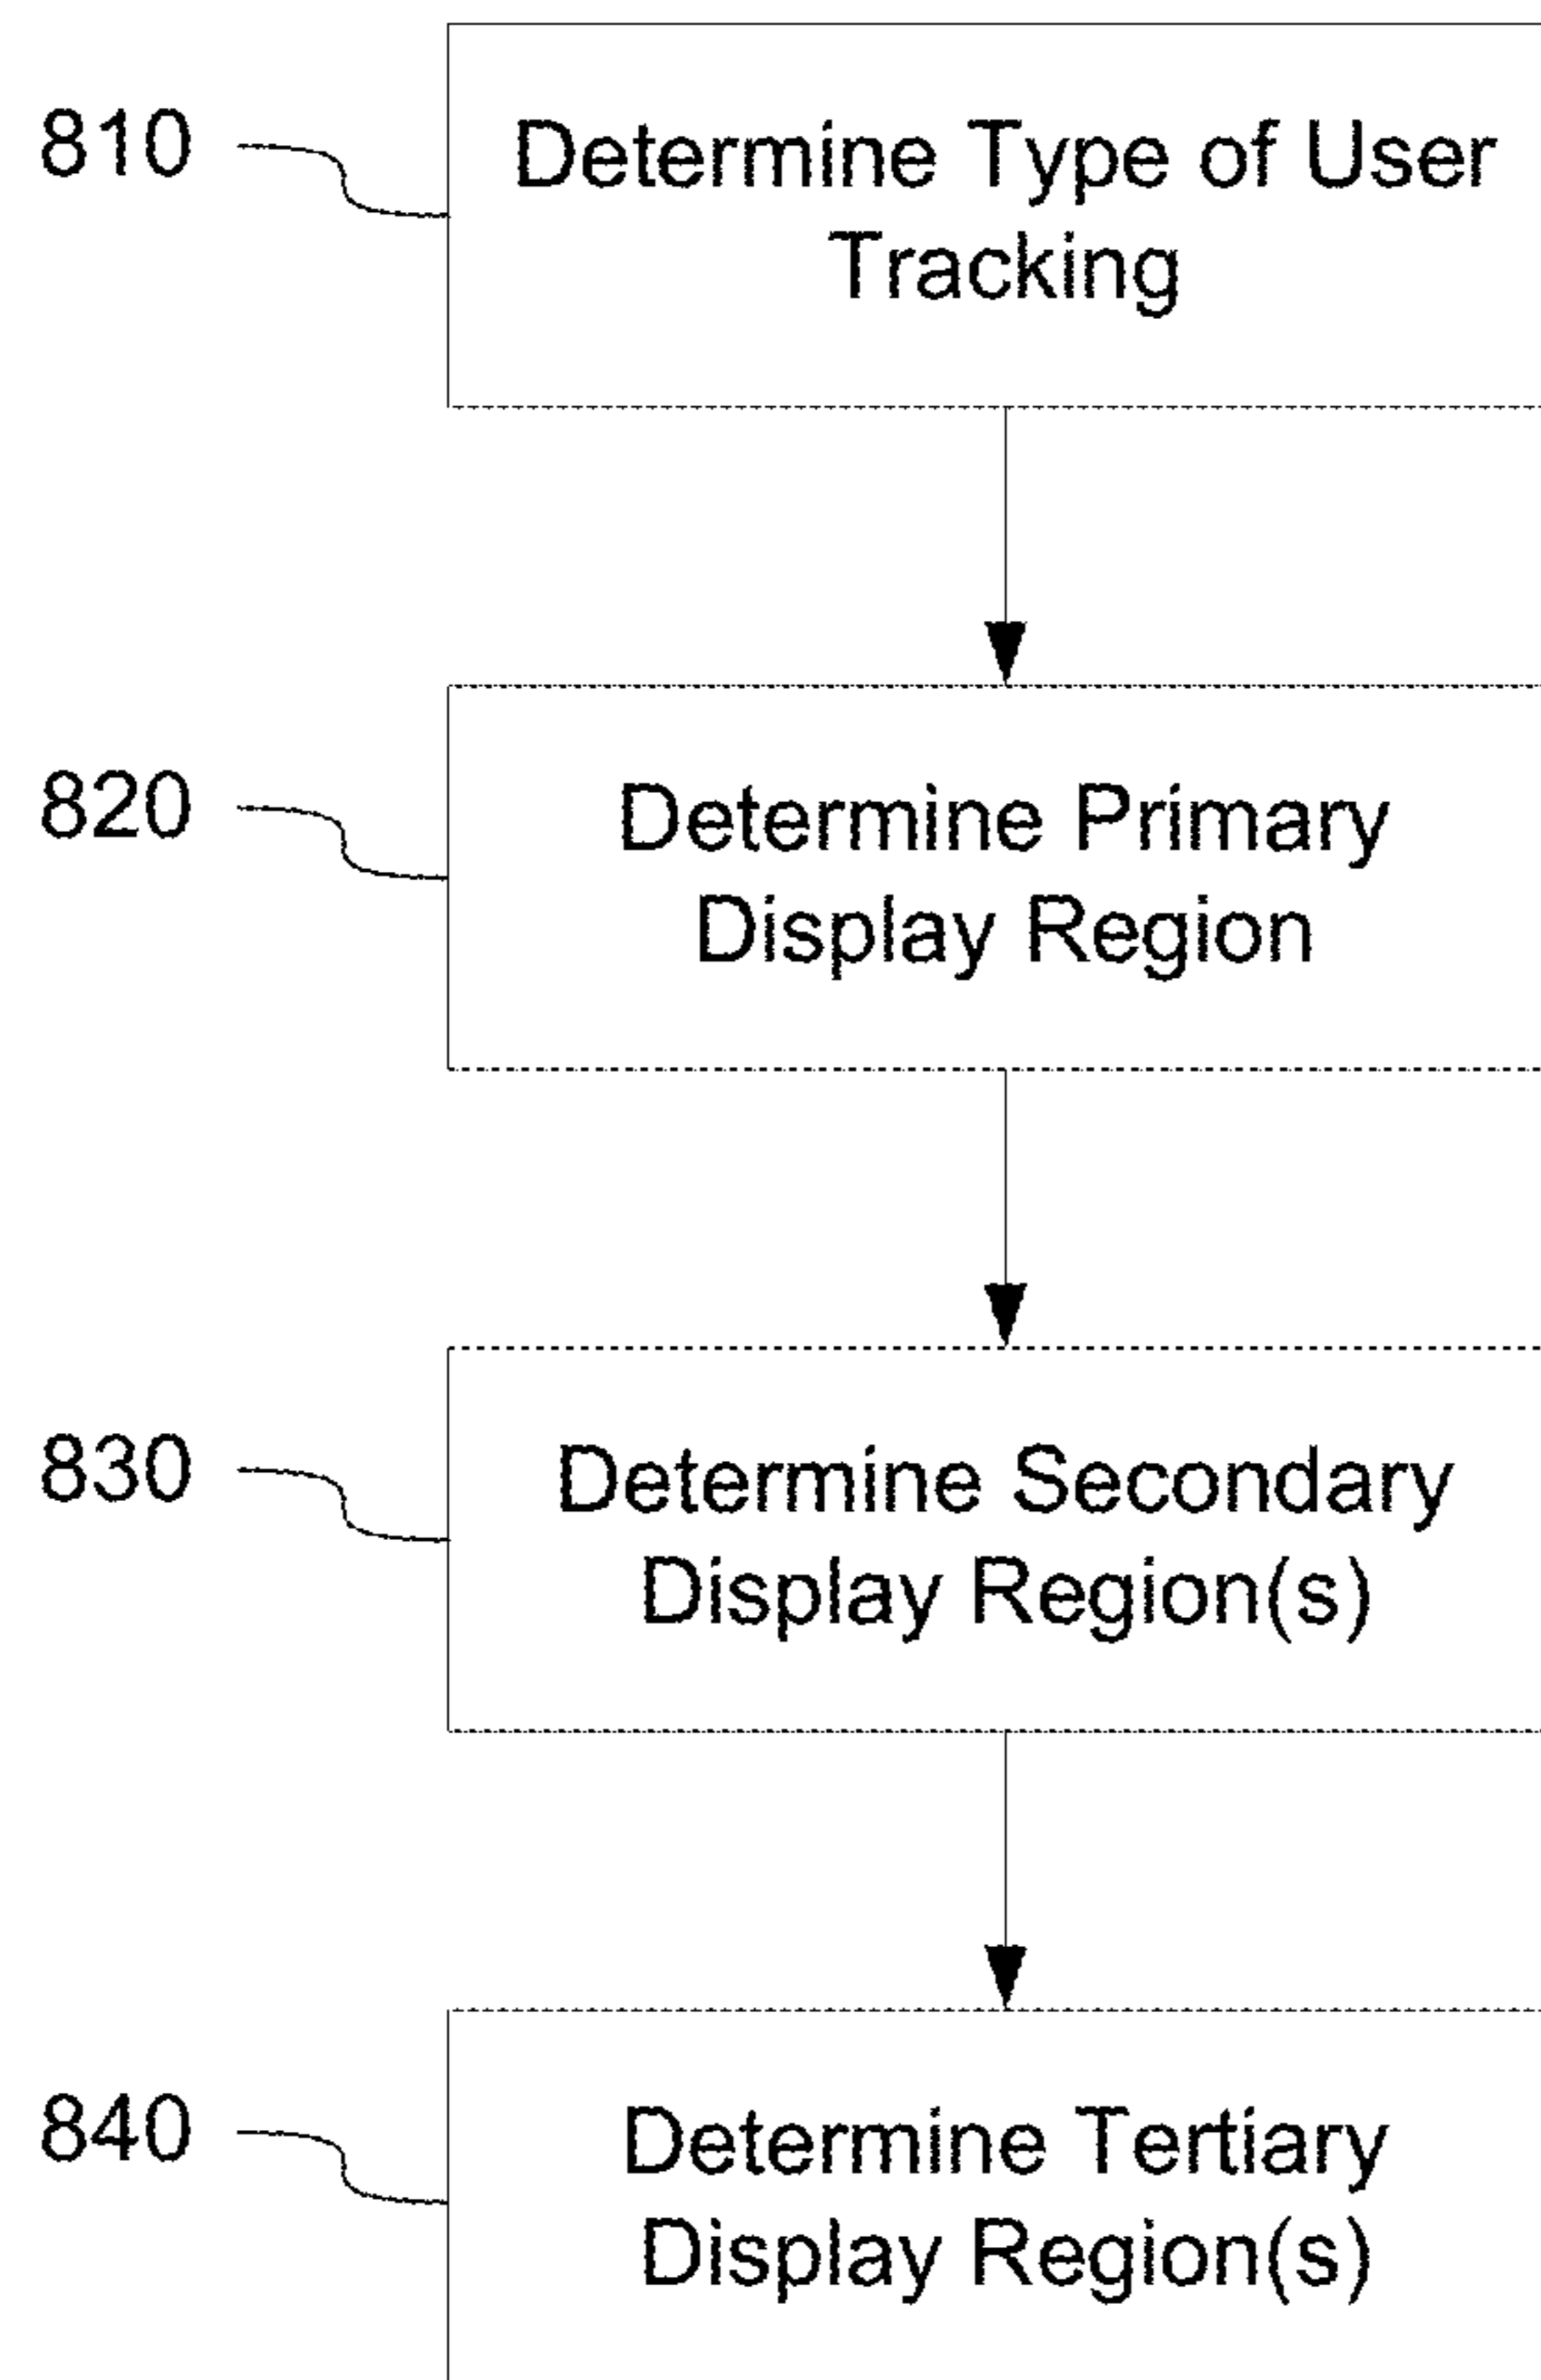 810
Determine Type of User
Tracking
820
Determine Primary
Display Region
830
Determine Secondary
Display Region(s)
840
Determine Tertiary
Display Region(s)